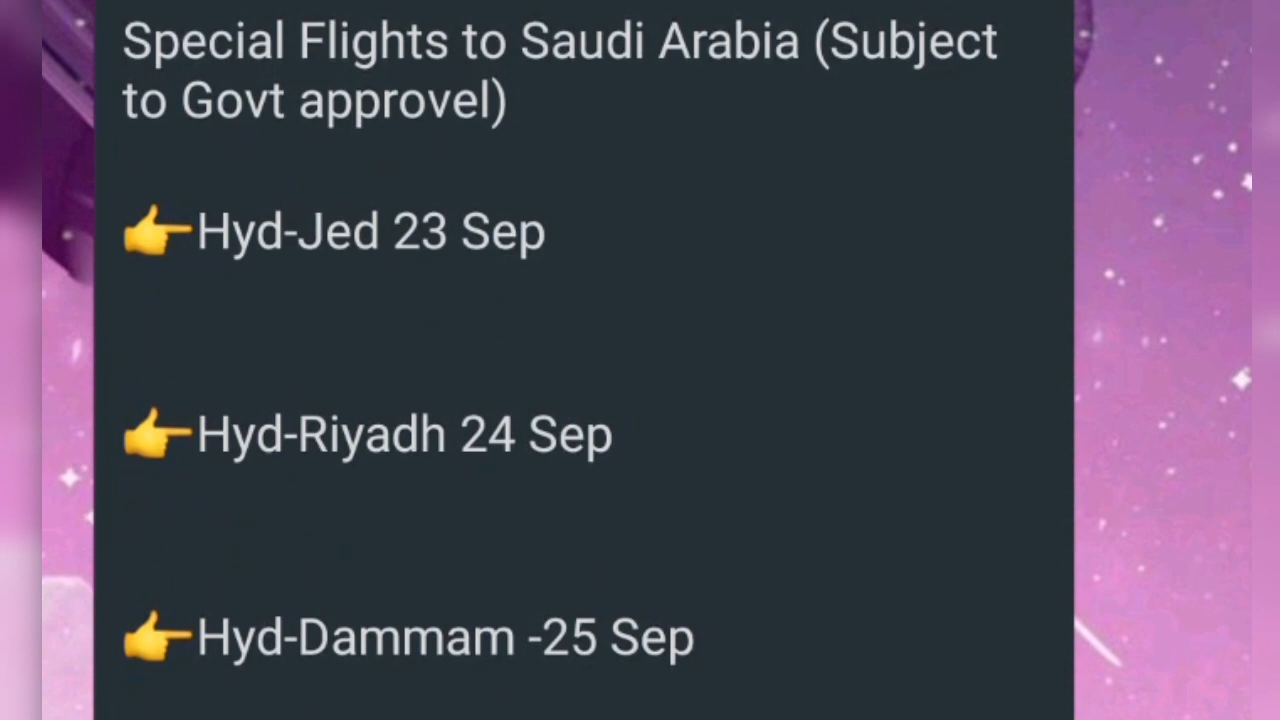 Special Flights to Saudi Arabia (Subject
to Govt approvel)
👉Hyd-Jed 23 Sep
👉Hyd-Riyadh 24 Sep
👉Hyd-Dammam -25 Sep